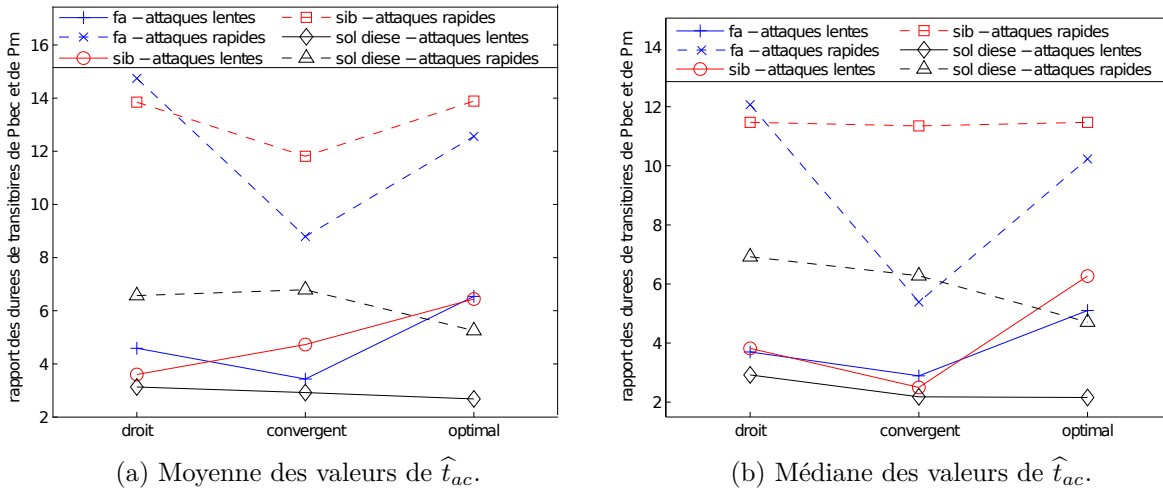 fa – attaques lentes
fa – attaques rapides
sib – attaques lentes
sib – attaques rapides
sol diese – attaques lentes
sol diese – attaques rapides
rapport des durees de transitoires de Pbec et de Pm
16
14
12
10
8
6
4
2
droit convergent optimal
(a) Moyenne des valeurs de t̂_ac.
fa – attaques lentes
fa – attaques rapides
sib – attaques lentes
sib – attaques rapides
sol diese – attaques lentes
sol diese – attaques rapides
rapport des durees de transitoires de Pbec et de Pm
14
12
10
8
6
4
2
droit convergent optimal
(b) Médiane des valeurs de t̂_ac.